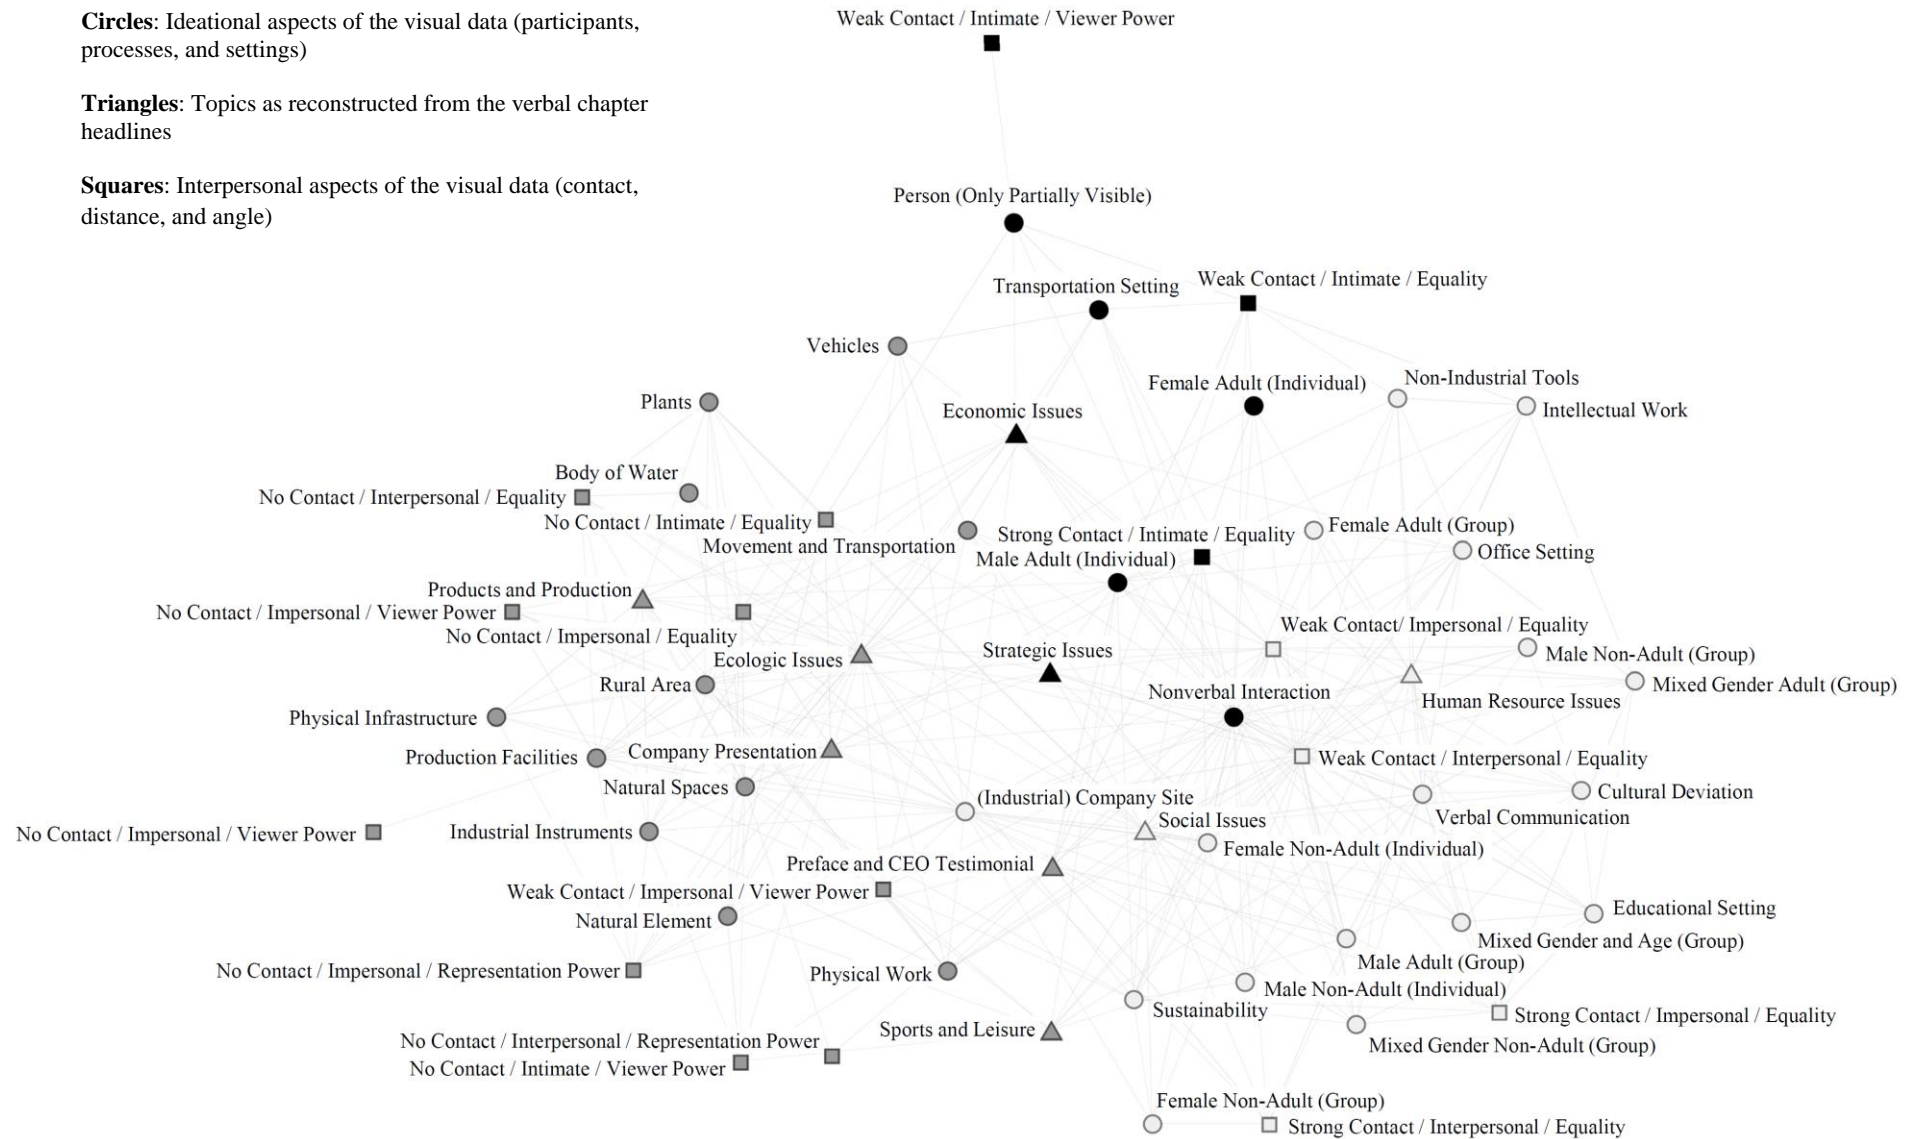 Circles: Ideational aspects of the visual data (participants,
processes, and settings)
Triangles: Topics as reconstructed from the verbal chapter
headlines
Squares: Interpersonal aspects of the visual data (contact,
distance, and angle)
Weak Contact / Intimate / Viewer Power
Person (Only Partially Visible)
Transportation Setting
Weak Contact / Intimate / Equality
Vehicles
Female Adult (Individual)
Non-Industrial Tools
Plants
Economic Issues
Intellectual Work
Body of Water
No Contact / Interpersonal / Equality
No Contact / Intimate / Equality
Movement and Transportation
Strong Contact / Intimate / Equality
Female Adult (Group)
Male Adult (Individual)
Office Setting
Products and Production
No Contact / Impersonal / Viewer Power
No Contact / Impersonal / Equality
Weak Contact/ Impersonal / Equality
Ecologic Issues
Strategic Issues
Male Non-Adult (Group)
Rural Area
Nonverbal Interaction
Mixed Gender Adult (Group)
Human Resource Issues
Physical Infrastructure
Production Facilities
Company Presentation
Weak Contact / Interpersonal / Equality
Natural Spaces
(Industrial) Company Site
Cultural Deviation
Verbal Communication
No Contact / Impersonal / Viewer Power
Industrial Instruments
Social Issues
Female Non-Adult (Individual)
Preface and CEO Testimonial
Weak Contact / Impersonal / Viewer Power
Natural Element
Educational Setting
Mixed Gender and Age (Group)
Male Adult (Group)
No Contact / Impersonal / Representation Power
Physical Work
Male Non-Adult (Individual)
Sustainability
Strong Contact / Impersonal / Equality
Sports and Leisure
No Contact / Interpersonal / Representation Power
Mixed Gender Non-Adult (Group)
No Contact / Intimate / Viewer Power
Female Non-Adult (Group)
Strong Contact / Interpersonal / Equality